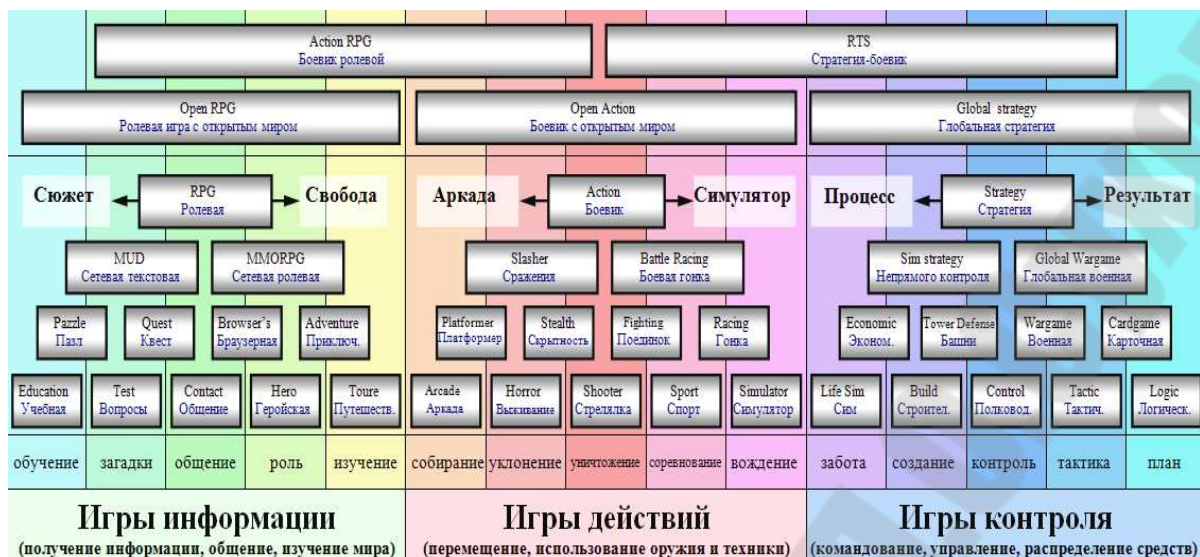 Action RPG
Боевик ролевой
RTS
Стратегия-боевик
Open RPG
Ролевая игра с открытым миром
Open Action
Боевик с открытым миром
Global strategy
Глобальная стратегия
Сюжет
RPG
Ролевая
Свобода
Аркада
Action
Боевик
Симулятор
Процесс
Strategy
Стратегия
Результат
MUD
Сетевая текстовая
MMORPG
Сетевая ролевая
Slasher
Сражения
Battle Racing
Боевая гонка
Sim strategy
Непрямого контроля
Global Wargame
Глобальная военная
Pazzle
Пазл
Quest
Квест
Browser's
Браузерная
Adventure
Приключ.
Platformer
Платформер
Stealth
Скрытность
Fighting
Поединок
Racing
Гонка
Economic
Эконом.
Tower Defense
Башни
Wargame
Военная
Cardgame
Карточная
Education
Учебная
Test
Вопросы
Contact
Общение
Hero
Геройская
Toure
Путешеств.
Arcade
Аркада
Horror
Выживание
Shooter
Стрелялка
Sport
Спорт
Simulator
Симулятор
Life Sim
Сим
Build
Строител.
Control
Полковод.
Tactic
Тактич.
Logic
Логическ.
обучение загадки общение роль изучение собирание уклонение уничтожение соревнование вождение забота создание контроль тактика план
Игры информации
(получение информации, общение, изучение мира)
Игры действий
(перемещение, использование оружия и техники)
Игры контроля
(командование, управление, распределение средств)